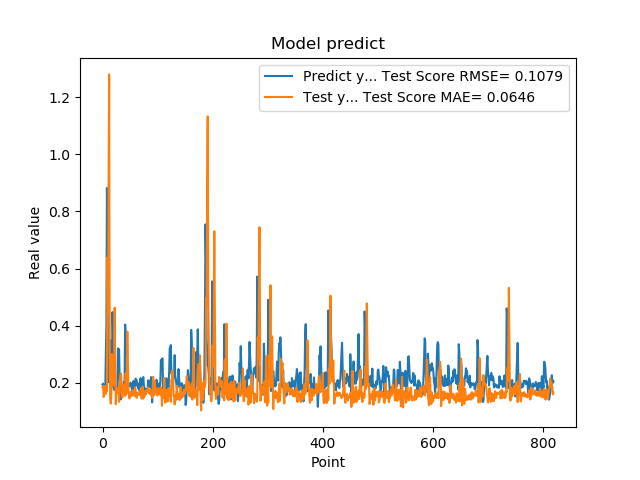 Model predict
Predict y... Test Score RMSE= 0.1079
Test y... Test Score MAE= 0.0646
1.2
1.0
0.8
0.6
0.4
0.2
Real value
0 200 400 600 800
Point